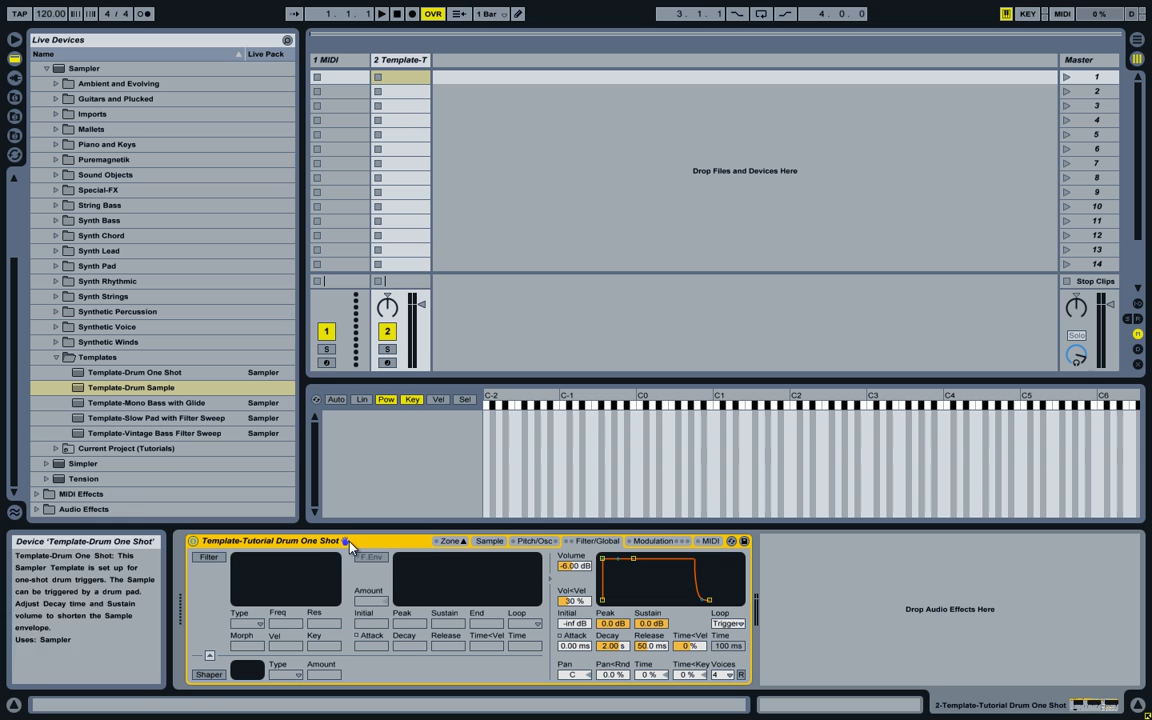 TAP 120.00 4 / 4 1. 1. 1 OVR 1 Bar 3. 1. 1 4. 0. 0 KEY MIDI 0 % D
Live Devices
Name Live Pack
Sampler
Ambient and Evolving
Guitars and Plucked
Imports
Mallets
Piano and Keys
Puremagnetik
Sound Objects
Special-FX
String Bass
Synth Bass
Synth Chord
Synth Lead
Synth Pad
Synth Rhythmic
Synth Strings
Synthetic Percussion
Synthetic Voice
Synthetic Winds
Templates
Template-Drum One Shot Sampler
Template-Drum Sample
Template-Mono Bass with Glide Sampler
Template-Slow Pad with Filter Sweep Sampler
Template-Vintage Bass Filter Sweep Sampler
Current Project (Tutorials)
Simpler
Tension
MIDI Effects
Audio Effects
1 MIDI 2 Template-T Master
1
2
3
4
5
6
7
8
9
10
11
12
13
14
Drop Files and Devices Here
Stop Clips
1 2
S S Solo
S R
M
D
X
Auto Lin Pow Key Vel Sel C-2 C-1 C0 C1 C2 C3 C4 C5 C6
Device ‘Template-Drum One Shot’
Template-Drum One Shot: This
Sampler Template is set up for
one-shot drum triggers. The Sample
can be triggered by a drum pad.
Adjust Decay time and Sustain
volume to shorten the Sample
envelope.
Uses: Sampler
Template-Tutorial Drum One Shot Zone Sample Pitch/Osc Filter/Global Modulation MIDI
Filter F.Env Volume
-6.00 dB
Amount Vol<Vel
30 %
Type Freq Res Initial Peak Sustain End Loop Initial Peak Sustain Loop
-inf dB 0.0 dB 0.0 dB Trigger
Morph Vel Key Attack Decay Release Time<Vel Time Attack Decay Release Time<Vel Time
0.00 ms 2.00 s 50.0 ms 0 % 100 ms
Type Amount Pan Pan<Rnd Time Time<Key Voices
Shaper C 0.0 % 0 % 0 % 4 R
Drop Audio Effects Here
2-Template-Tutorial Drum One Shot